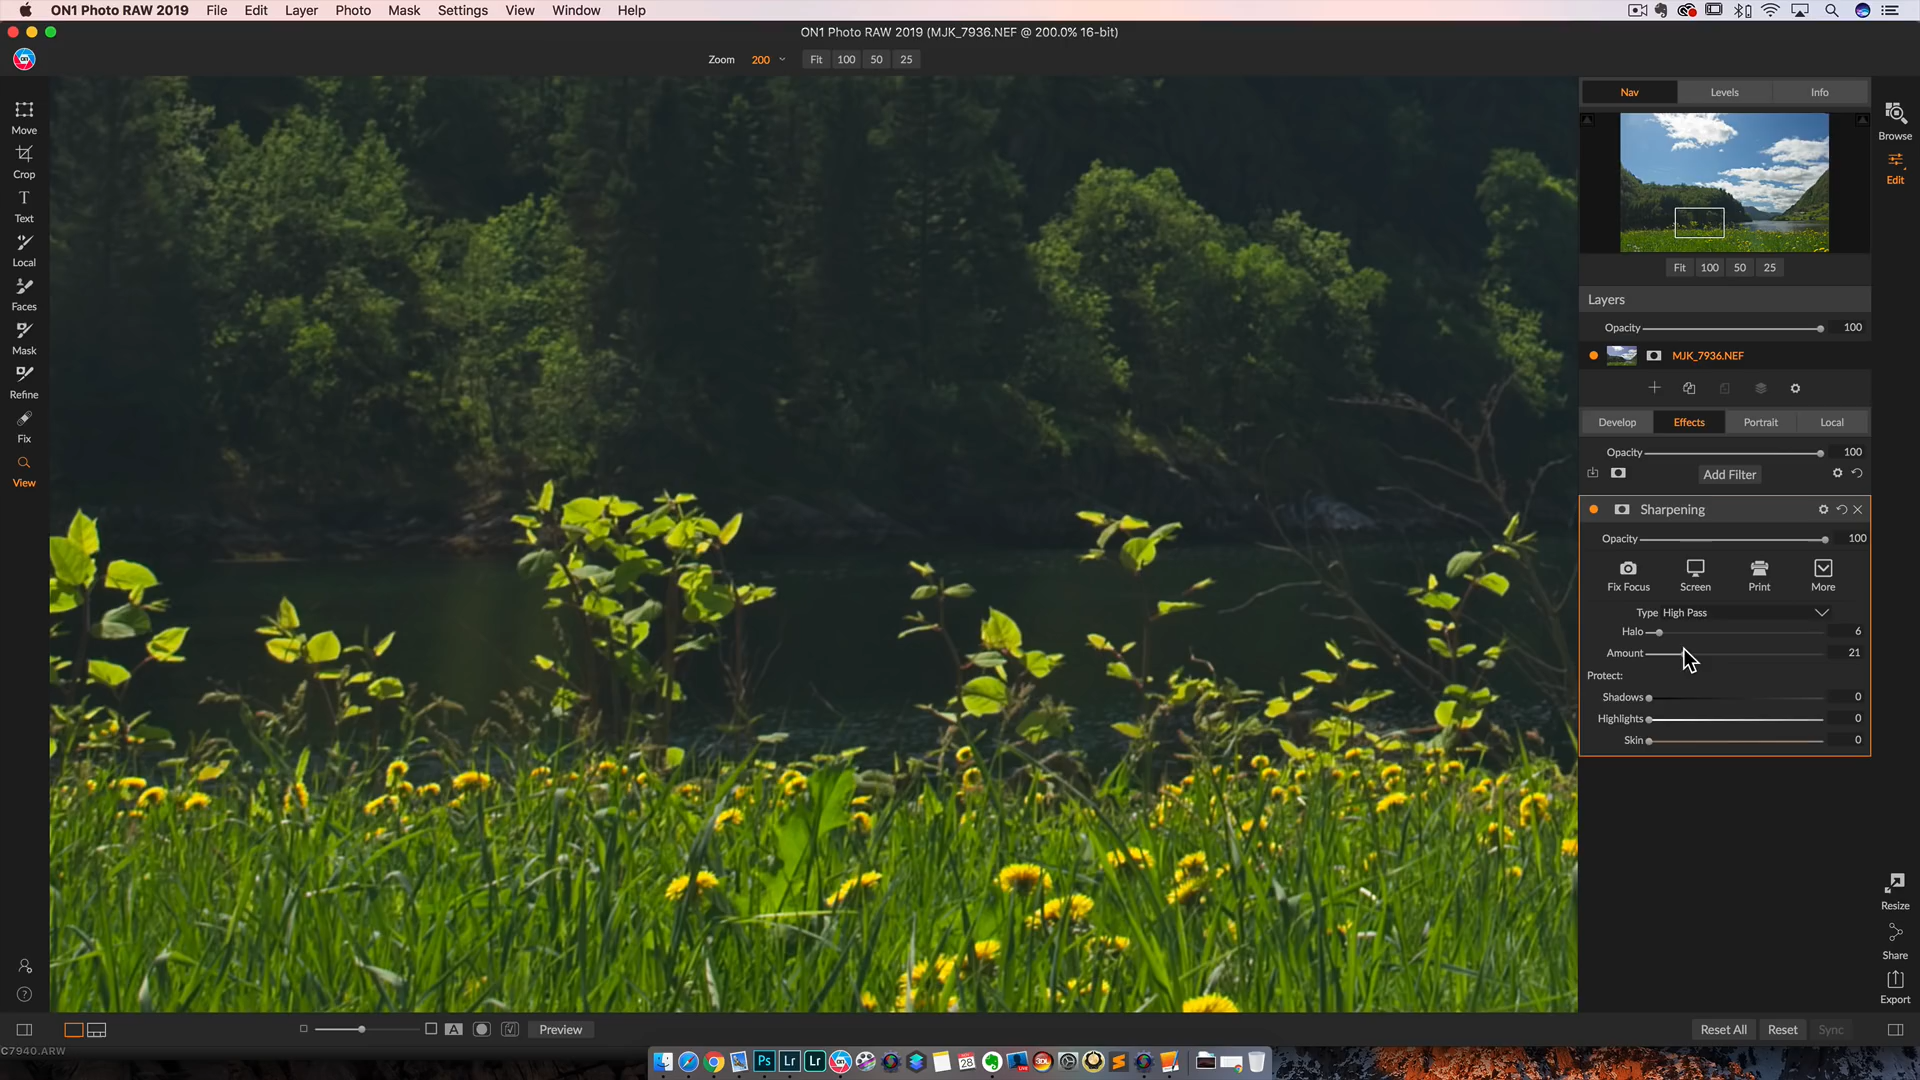 ON1 Photo RAW 2019 File Edit Layer Photo Mask Settings View Window Help
ON1 Photo RAW 2019 (MJK_7936.NEF @ 200.0% 16-bit)
Zoom 200 Fit 100 50 25
Move
Crop
Text
Local
Faces
Mask
Refine
Fix
View
Nav Levels Info
Fit 100 50 25
Browse
Edit
Layers
Opacity 100
MJK_7936.NEF
Develop Effects Portrait Local
Opacity 100
Add Filter
Sharpening
Opacity 100
Fix Focus Screen Print More
Type High Pass
Halo 6
Amount 21
Protect:
Shadows 0
Highlights 0
Skin 0
Resize
Share
Export
A Preview
Reset All Reset Sync
C7940.ARW
Ps Lr Lr
28